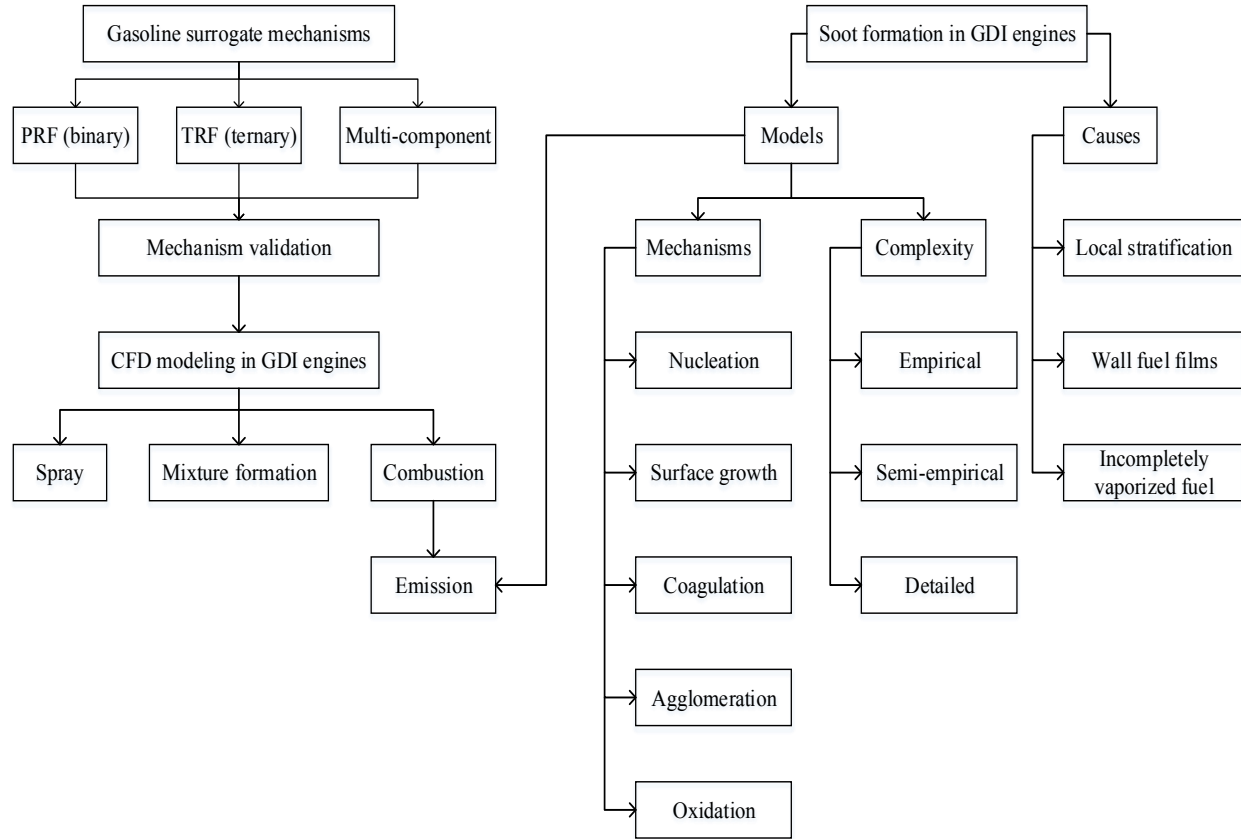 Gasoline surrogate mechanisms
Soot formation in GDI engines
PRF (binary)
TRF (ternary)
Multi-component
Models
Causes
Mechanism validation
Mechanisms
Complexity
Local stratification
CFD modeling in GDI engines
Nucleation
Empirical
Wall fuel films
Spray
Mixture formation
Combustion
Surface growth
Semi-empirical
Incompletely
vaporized fuel
Emission
Coagulation
Detailed
Agglomeration
Oxidation